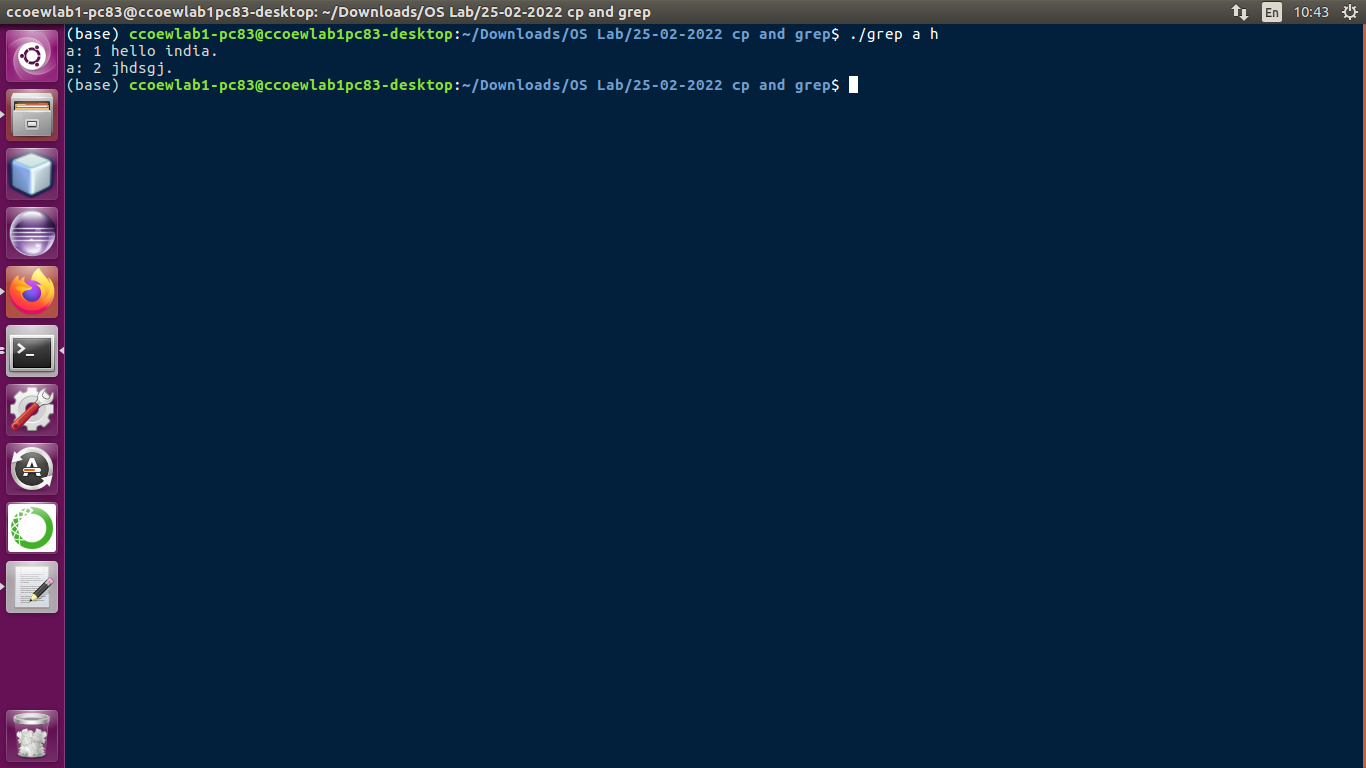 ccoewlab1-pc83@ccoewlab1pc83-desktop: ~/Downloads/OS Lab/25-02-2022 cp and grep
En 10:43
(base) ccoewlab1-pc83@ccoewlab1pc83-desktop:~/Downloads/OS Lab/25-02-2022 cp and grep$ ./grep a h
a: 1 hello india.
a: 2 jhdsgj.
(base) ccoewlab1-pc83@ccoewlab1pc83-desktop:~/Downloads/OS Lab/25-02-2022 cp and grep$